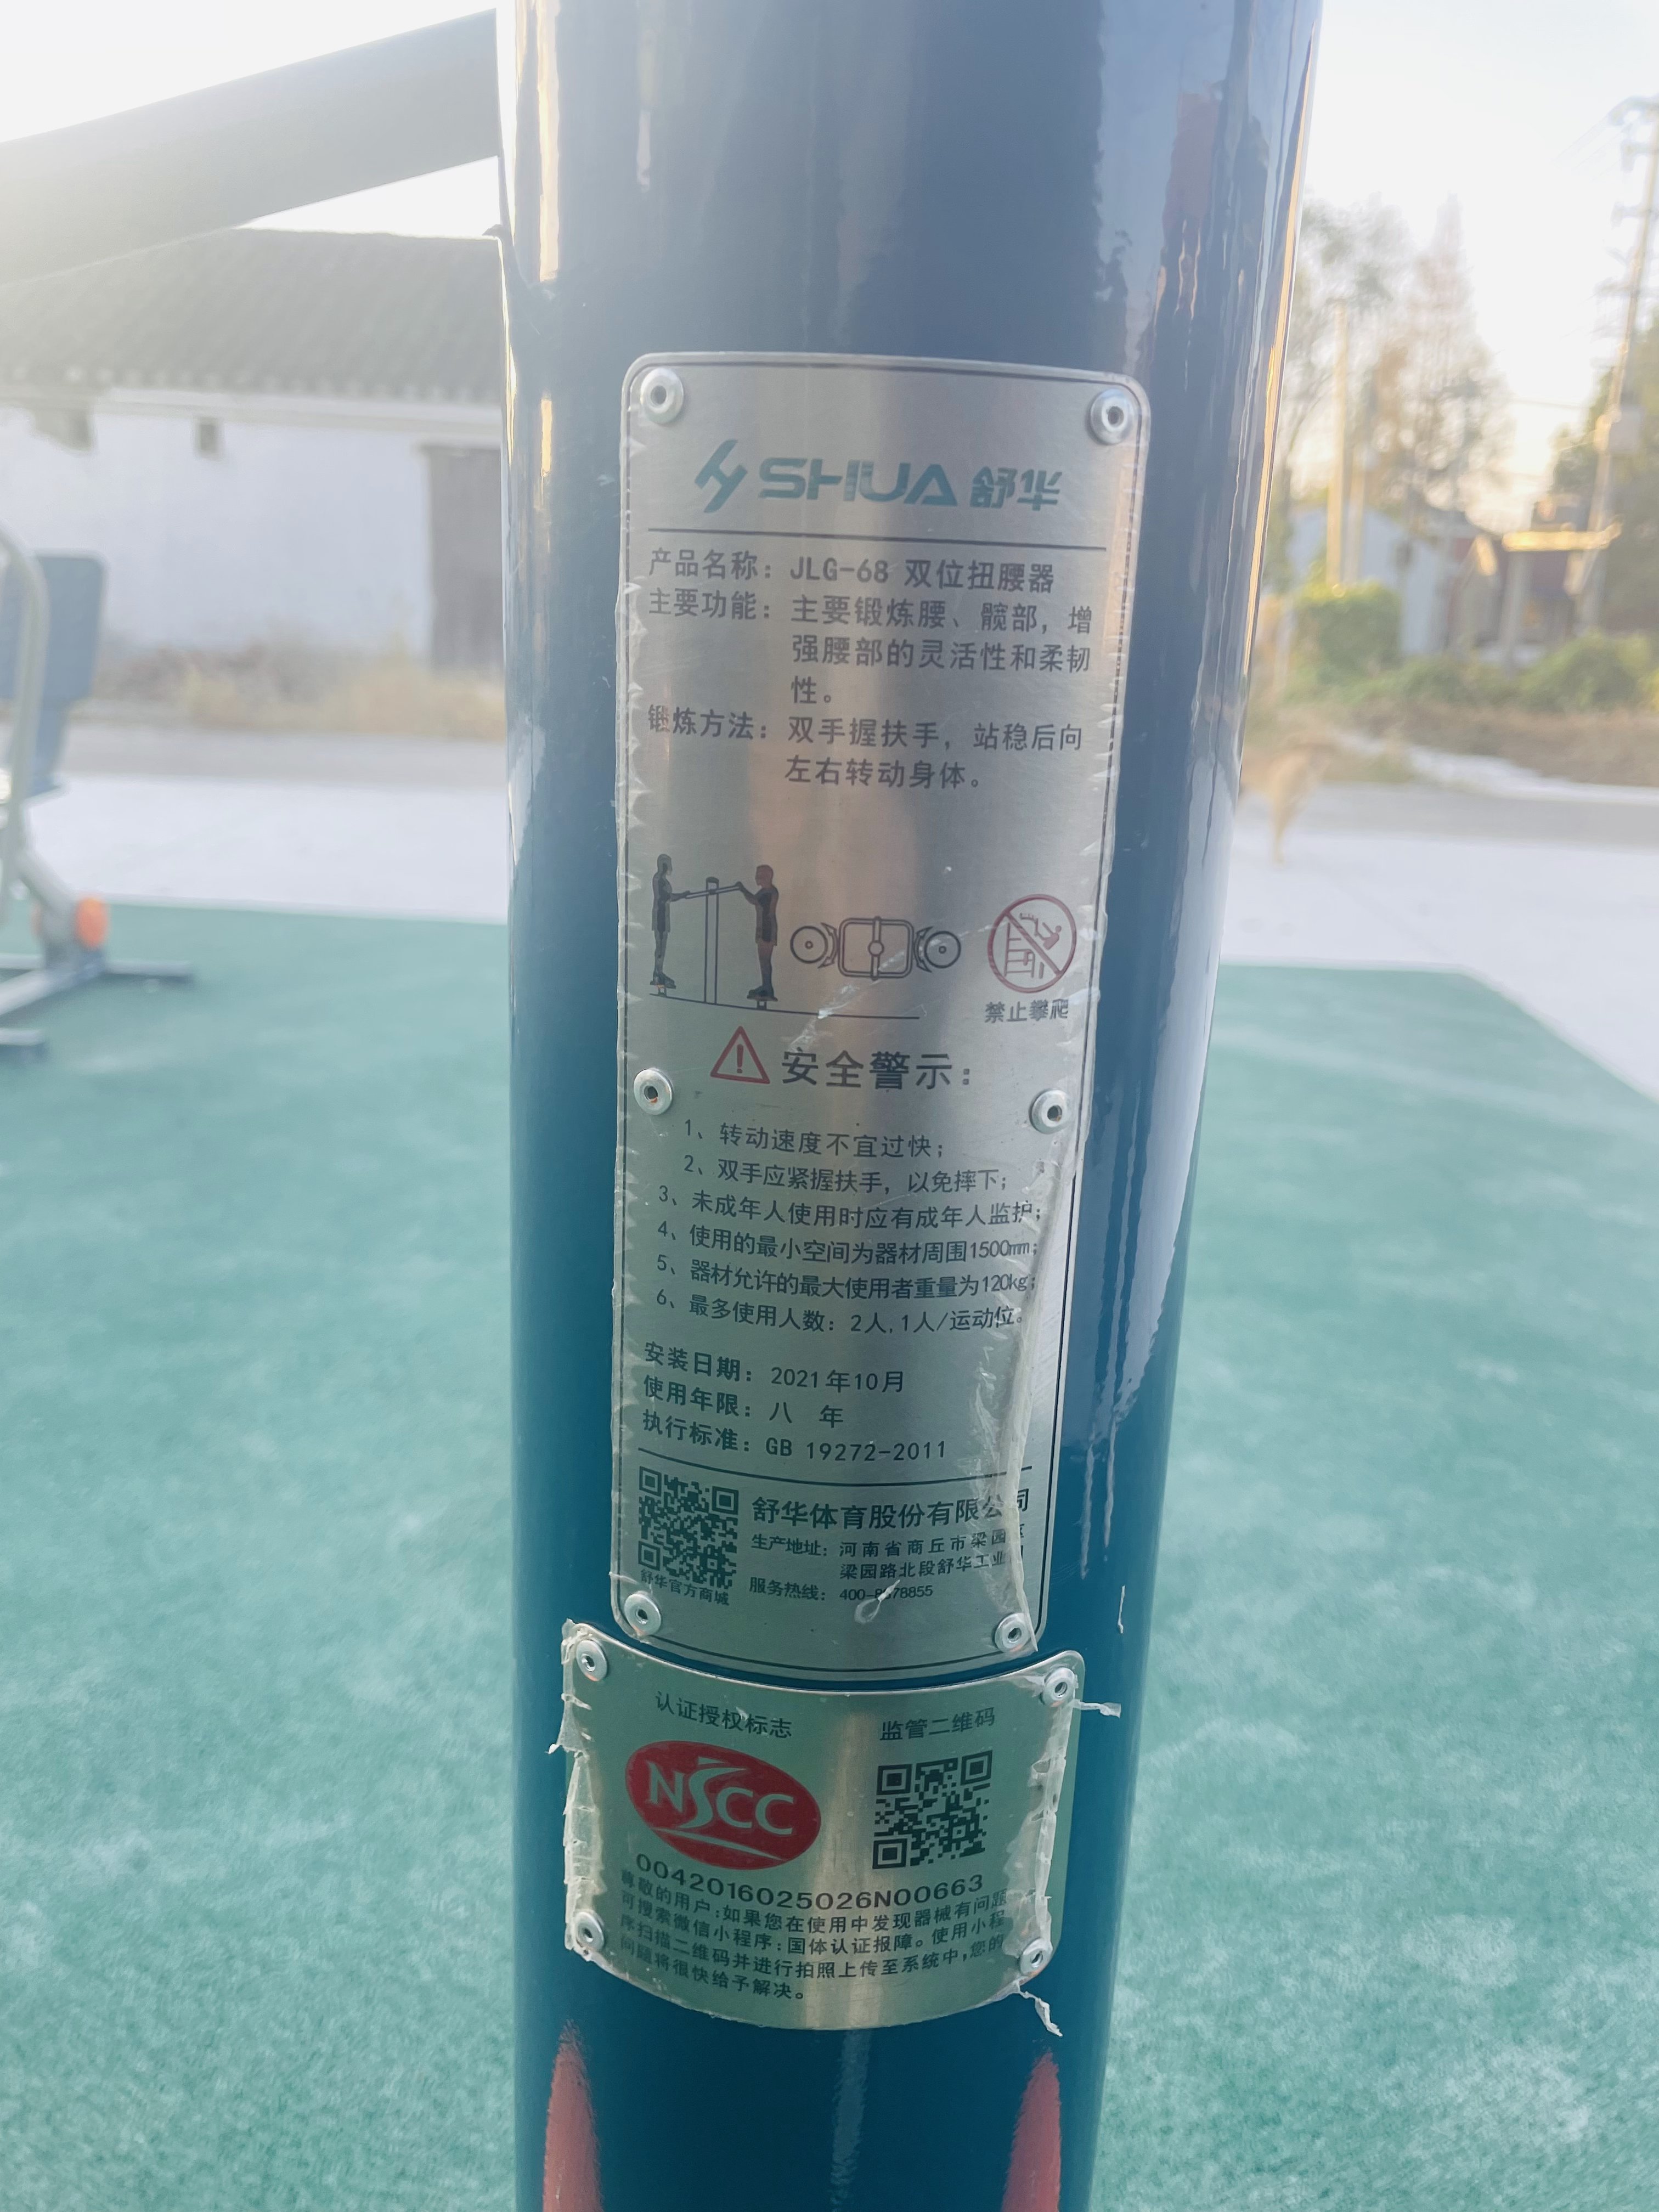 SHUA 舒华
产品名称：JLG-68 双位扭腰器
主要功能：主要锻炼腰、髋部，增
强腰部的灵活性和柔韧
性。
锻炼方法：双手握扶手，站稳后向
左右转动身体。
禁止攀爬
安全警示：
1、转动速度不宜过快；
2、双手应紧握扶手，以免摔下；
3、未成年人使用时应有成年人监护；
4、使用的最小空间为器材周围1500mm；
5、器材允许的最大使用者重量为120kg；
6、最多使用人数：2人,1人/运动位。
安装日期：2021年10月
使用年限：八 年
执行标准：GB 19272-2011
舒华体育股份有限公司
生产地址：河南省商丘市梁园区
梁园路北段舒华工业
服务热线：
舒华官方商城
认证授权标志
监管二维码
NSCC
0042016025026N00663
尊敬的用户:如果您在使用中发现器械有问题
可搜索微信小程序:国体认证报障。使用小程
序扫描二维码并进行拍照上传至系统中,您的
问题将很快给予解决。